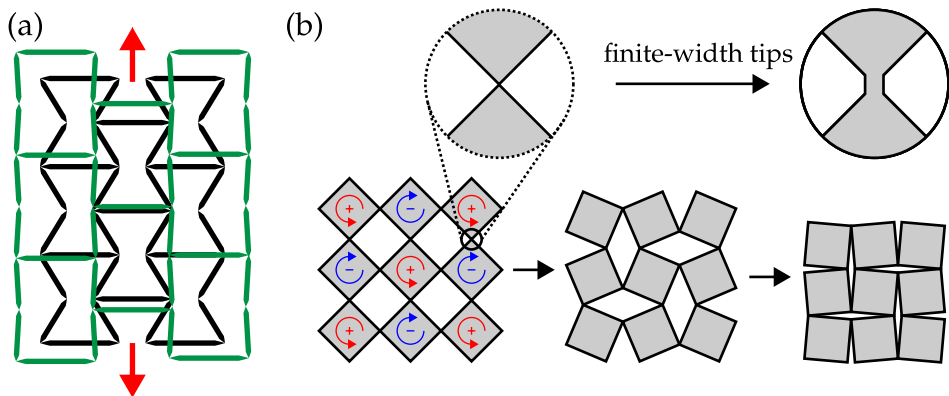 (a)
(b)
finite-width tips
+ - +
- + -
+ - +